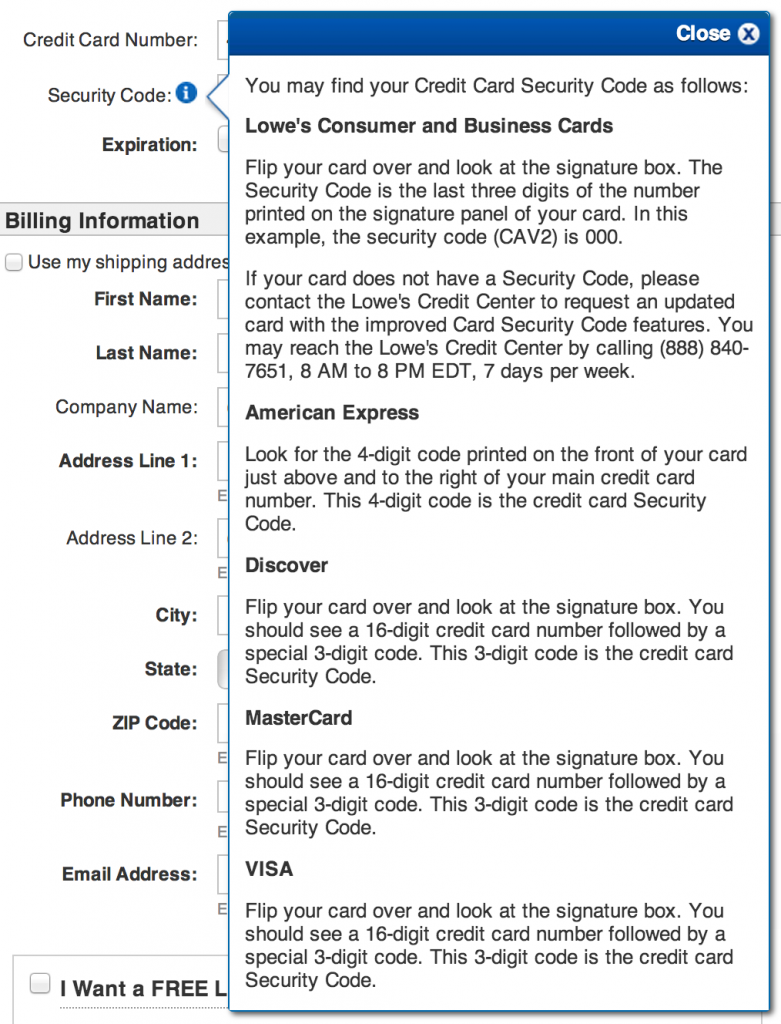 Close
Credit Card Number:
Security Code:
Expiration:
Billing Information
Use my shipping addres
First Name:
Last Name:
Company Name:
Address Line 1:
E
Address Line 2:
E
City:
State:
ZIP Code:
E
Phone Number:
E
Email Address:
E
I Want a FREE L
You may find your Credit Card Security Code as follows:
Lowe's Consumer and Business Cards
Flip your card over and look at the signature box. The
Security Code is the last three digits of the number
printed on the signature panel of your card. In this
example, the security code (CAV2) is 000.
If your card does not have a Security Code, please
contact the Lowe's Credit Center to request an updated
card with the improved Card Security Code features. You
may reach the Lowe's Credit Center by calling (888) 840-
7651, 8 AM to 8 PM EDT, 7 days per week.
American Express
Look for the 4-digit code printed on the front of your card
just above and to the right of your main credit card
number. This 4-digit code is the credit card Security
Code.
Discover
Flip your card over and look at the signature box. You
should see a 16-digit credit card number followed by a
special 3-digit code. This 3-digit code is the credit card
Security Code.
MasterCard
Flip your card over and look at the signature box. You
should see a 16-digit credit card number followed by a
special 3-digit code. This 3-digit code is the credit card
Security Code.
VISA
Flip your card over and look at the signature box. You
should see a 16-digit credit card number followed by a
special 3-digit code. This 3-digit code is the credit card
Security Code.